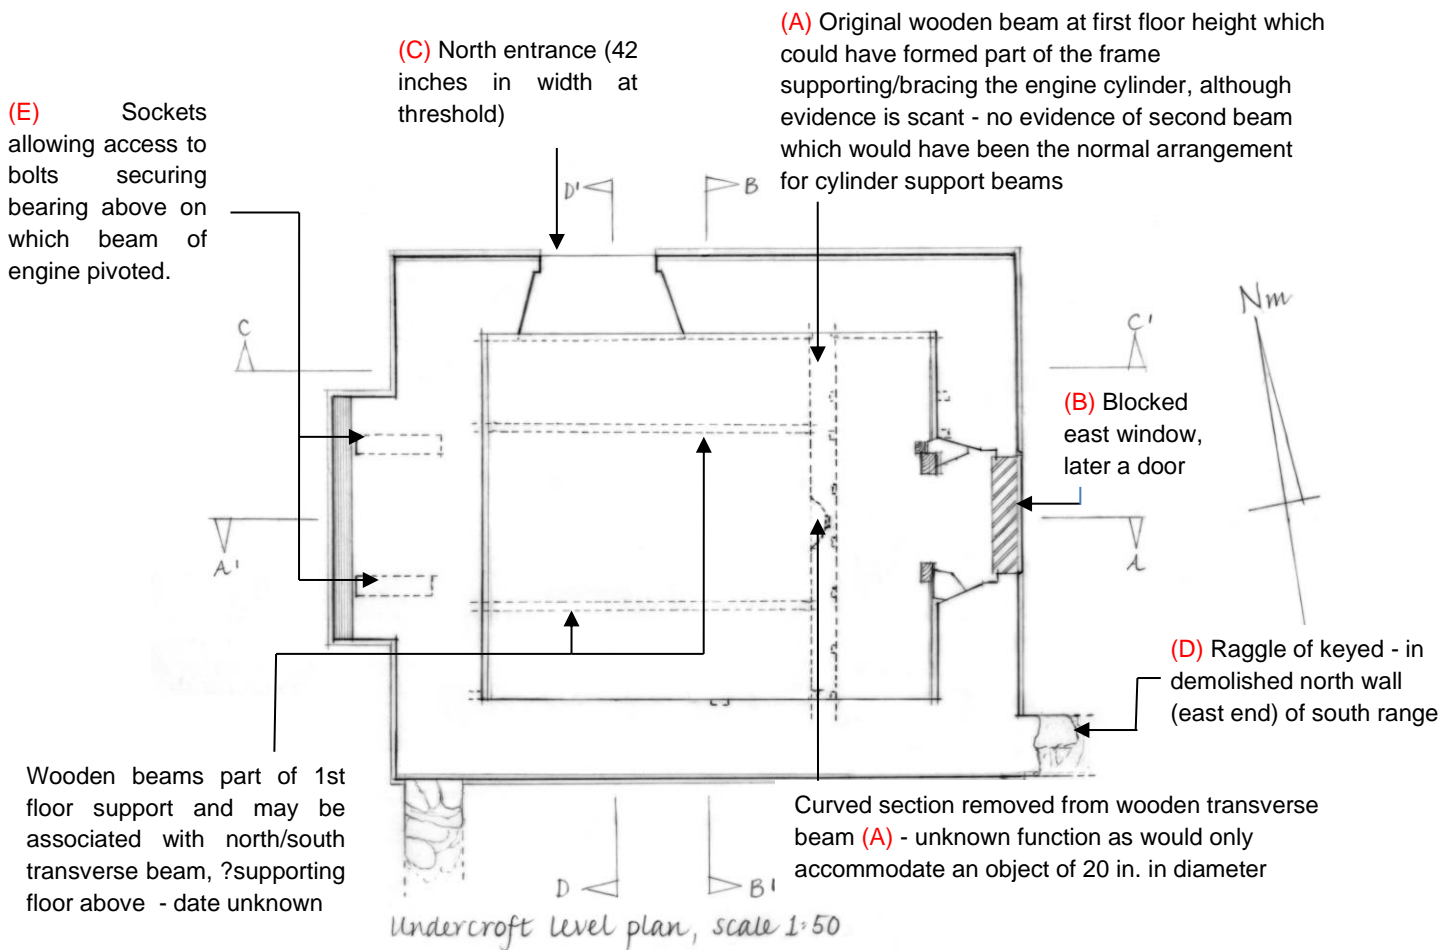 (C) North entrance (42
inches in width at
threshold)
(A) Original wooden beam at first floor height which
could have formed part of the frame
supporting/bracing the engine cylinder, although
evidence is scant - no evidence of second beam
which would have been the normal arrangement
for cylinder support beams
(E) Sockets
allowing access to
bolts securing
bearing above on
which beam of
engine pivoted.
D'
B
Nm
C
C'
(B) Blocked
east window,
later a door
A'
A
(D) Raggle of keyed - in
demolished north wall
(east end) of south range
Wooden beams part of 1st
floor support and may be
associated with north/south
transverse beam, ?supporting
floor above - date unknown
Curved section removed from wooden transverse
beam (A) - unknown function as would only
accommodate an object of 20 in. in diameter
D
B'
Undercroft level plan, scale 1:50